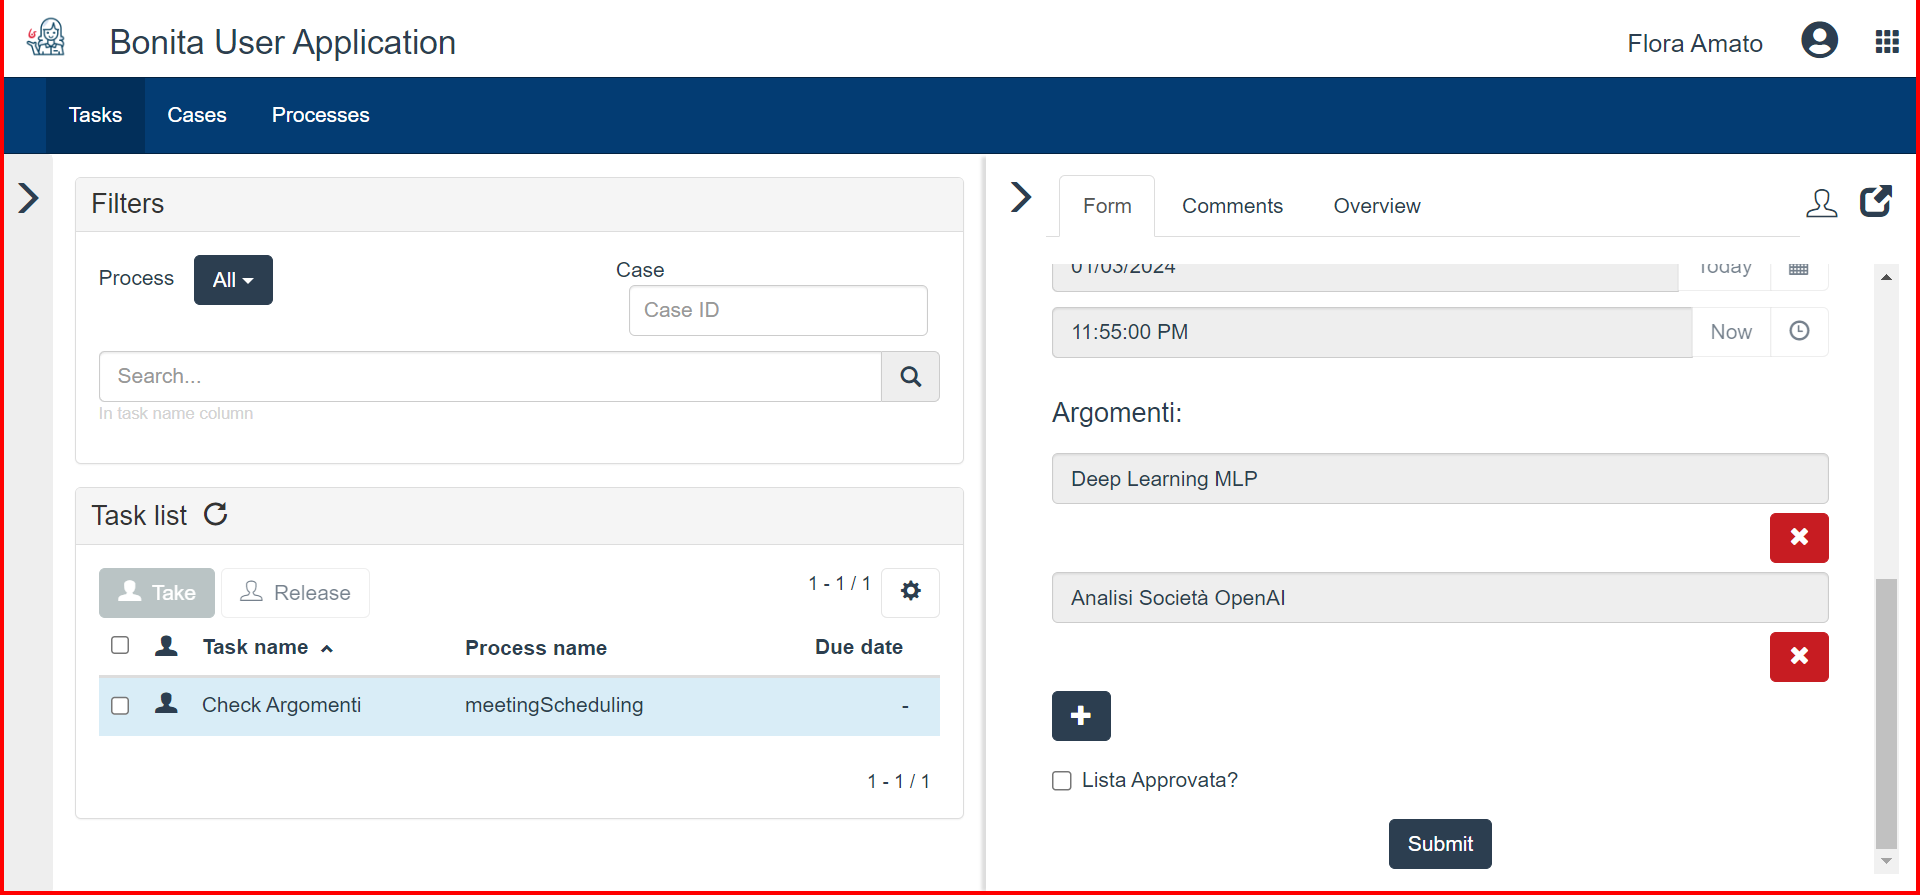 Bonita User Application
Flora Amato
Tasks Cases Processes
Filters
Process All
Case
Case ID
Search...
In task name column
Task list
Take Release 1 - 1 / 1
Task name Process name Due date
Check Argomenti meetingScheduling -
1 - 1 / 1
Form Comments Overview
01/03/2024 Today
11:55:00 PM Now
Argomenti:
Deep Learning MLP
Analisi Società OpenAI
Lista Approvata?
Submit